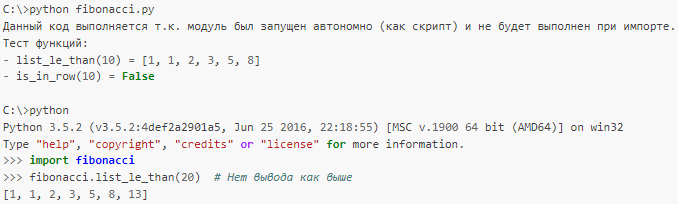 C:\>python fibonacci.py
Данный код выполняется т.к. модуль был запущен автономно (как скрипт) и не будет выполнен при импорте.
Тест функций:
- list_le_than(10) = [1, 1, 2, 3, 5, 8]
- is_in_row(10) = False
C:\>python
Python 3.5.2 (v3.5.2:4def2a2901a5, Jun 25 2016, 22:18:55) [MSC v.1900 64 bit (AMD64)] on win32
Type "help", "copyright", "credits" or "license" for more information.
>>> import fibonacci
>>> fibonacci.list_le_than(20)  # Нет вывода как выше
[1, 1, 2, 3, 5, 8, 13]